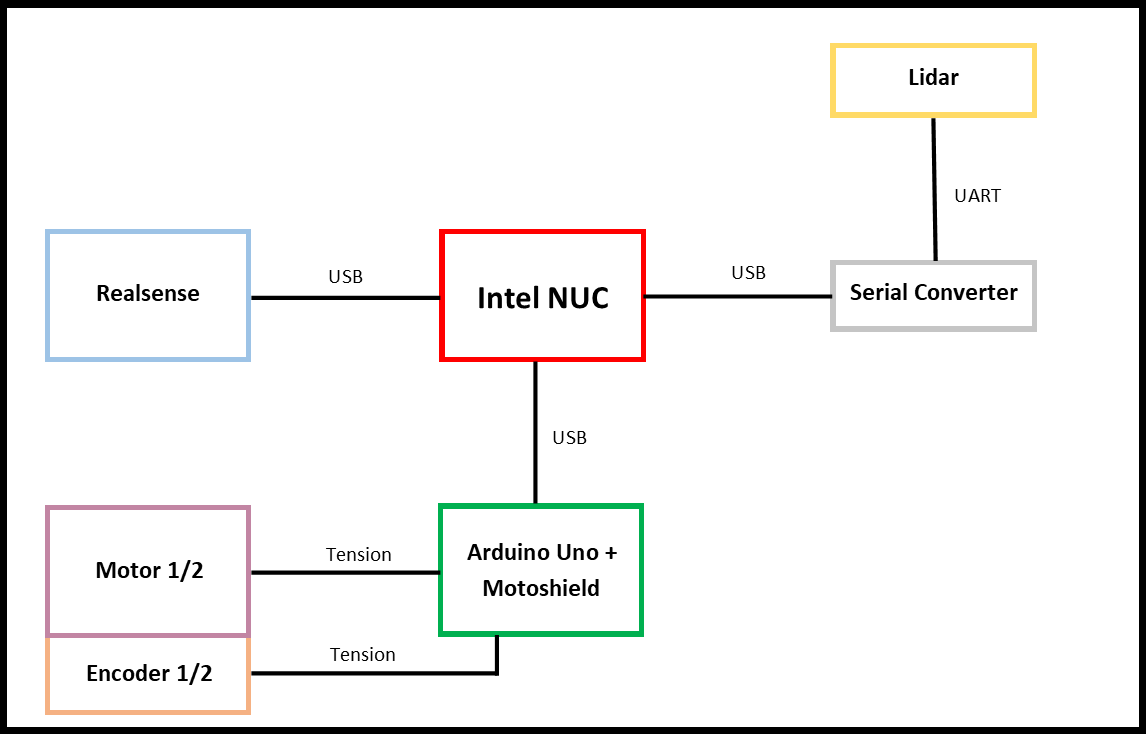 Lidar
UART
Realsense
USB
Intel NUC
USB
Serial Converter
USB
Motor 1/2
Tension
Arduino Uno +
Motoshield
Encoder 1/2
Tension